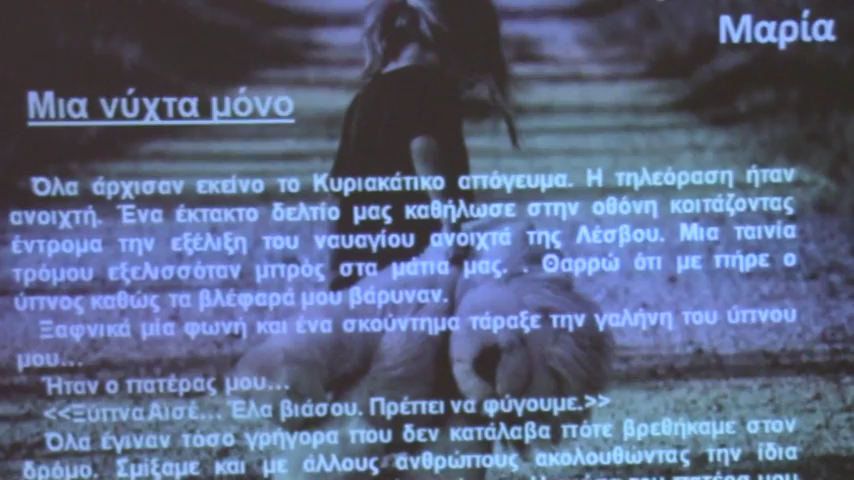 Μαρία
Μια νύχτα μόνο
Όλα άρχισαν εκείνο το Κυριακάτικο απόγευμα. Η τηλεόραση ήταν
ανοιχτή. Ένα έκτακτο δελτίο μας καθήλωσε στην οθόνη κοιτάζοντας
έντρομα την εξέλιξη του ναυαγίου ανοιχτά της Λέσβου. Μια ταινία
τρόμου εξελισσόταν μπρος στα μάτια μας. . Θαρρώ ότι με πήρε ο
ύπνος καθώς τα βλέφαρά μου βάρυναν.
Ξαφνικά μία φωνή και ένα σκούντημα τάραξε την γαλήνη του ύπνου
μου...
Ήταν ο πατέρας μου...
<<Ξύπνα Αϊσέ... Έλα βιάσου. Πρέπει να φύγουμε.>>
Όλα έγιναν τόσο γρήγορα που δεν κατάλαβα πότε βρεθήκαμε στον
δρόμο. Σμίξαμε και με άλλους ανθρώπους ακολουθώντας την ίδια
πατέρα μου